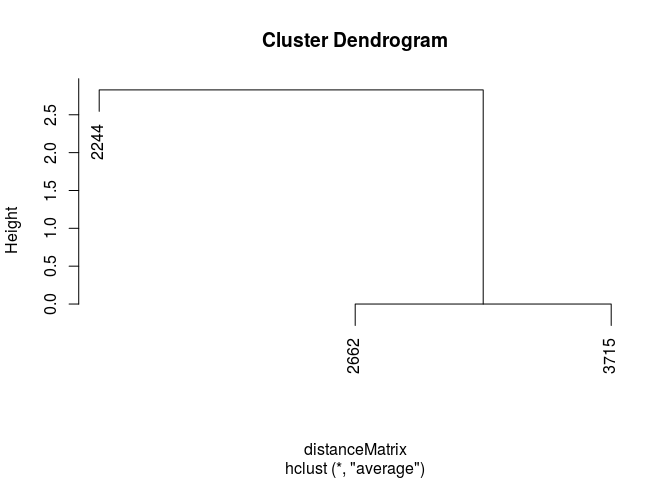 Cluster Dendrogram
Height
2.5
2.0
1.5
1.0
0.5
0.0
2244
2662
3715
distanceMatrix
hclust (*, "average")